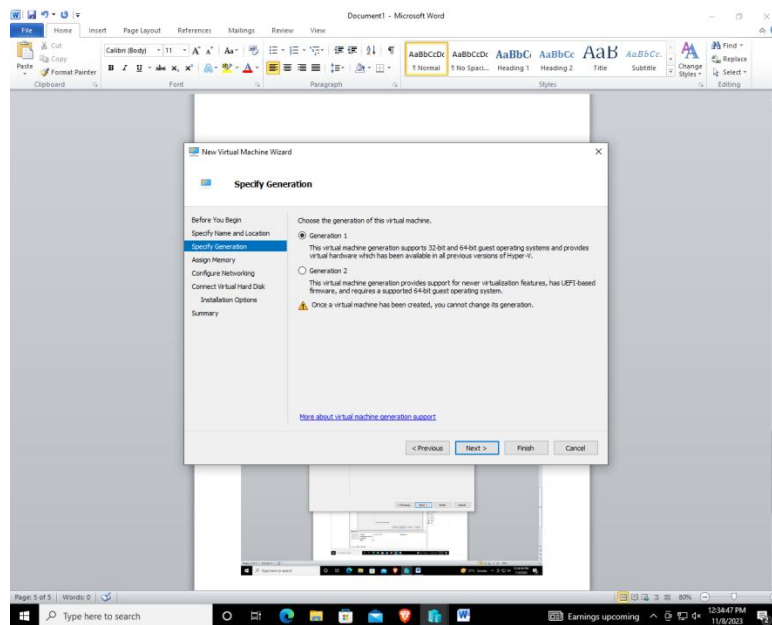 Document1 - Microsoft Word
File Home Insert Page Layout References Mailings Review View
Cut
Copy
Format Painter
Paste
Clipboard
Calibri (Body) 11
Font
Paragraph
AaBbCcDc AaBbCcDc AaBbC AaBbCc AaB AaBbCc.
¶ Normal ¶ No Spaci... Heading 1 Heading 2 Title Subtitle
Change Styles
Styles
Find
Replace
Select
Editing
New Virtual Machine Wizard
Specify Generation
Before You Begin
Specify Name and Location
Specify Generation
Assign Memory
Configure Networking
Connect Virtual Hard Disk
Installation Options
Summary
Choose the generation of this virtual machine.
Generation 1
This virtual machine generation supports 32-bit and 64-bit guest operating systems and provides
virtual hardware which has been available in all previous versions of Hyper-V.
Generation 2
This virtual machine generation provides support for newer virtualization features, has UEFI-based
firmware, and requires a supported 64-bit guest operating system.
Once a virtual machine has been created, you cannot change its generation.
More about virtual machine generation support
< Previous Next > Finish Cancel
Page: 5 of 5 Words: 0
80%
Type here to search
Earnings upcoming
12:34:47 PM
11/8/2023